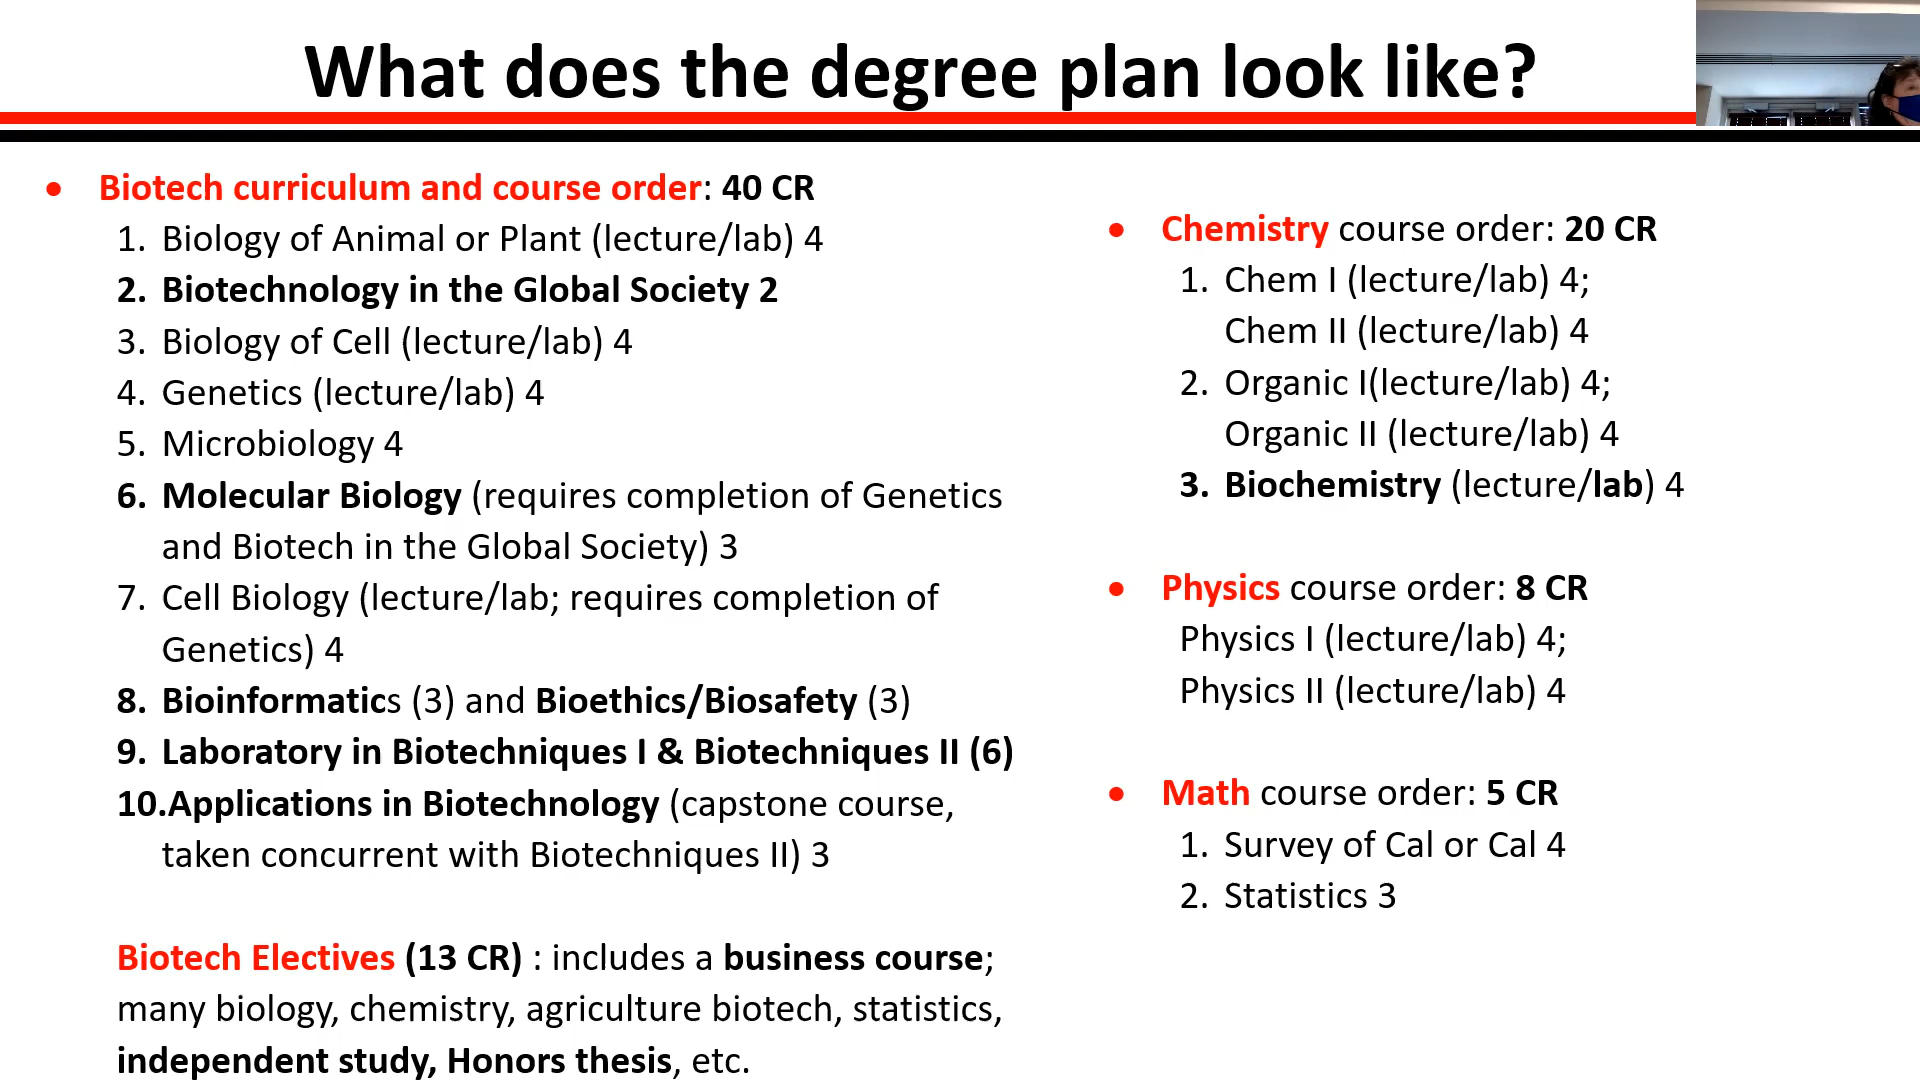 What does the degree plan look like?
• Biotech curriculum and course order: 40 CR
1. Biology of Animal or Plant (lecture/lab) 4
2. Biotechnology in the Global Society 2
3. Biology of Cell (lecture/lab) 4
4. Genetics (lecture/lab) 4
5. Microbiology 4
6. Molecular Biology (requires completion of Genetics
and Biotech in the Global Society) 3
7. Cell Biology (lecture/lab; requires completion of
Genetics) 4
8. Bioinformatics (3) and Bioethics/Biosafety (3)
9. Laboratory in Biotechniques I & Biotechniques II (6)
10.Applications in Biotechnology (capstone course,
taken concurrent with Biotechniques II) 3
Biotech Electives (13 CR) : includes a business course;
many biology, chemistry, agriculture biotech, statistics,
independent study, Honors thesis, etc.
• Chemistry course order: 20 CR
1. Chem I (lecture/lab) 4;
Chem II (lecture/lab) 4
2. Organic I(lecture/lab) 4;
Organic II (lecture/lab) 4
3. Biochemistry (lecture/lab) 4
• Physics course order: 8 CR
Physics I (lecture/lab) 4;
Physics II (lecture/lab) 4
• Math course order: 5 CR
1. Survey of Cal or Cal 4
2. Statistics 3